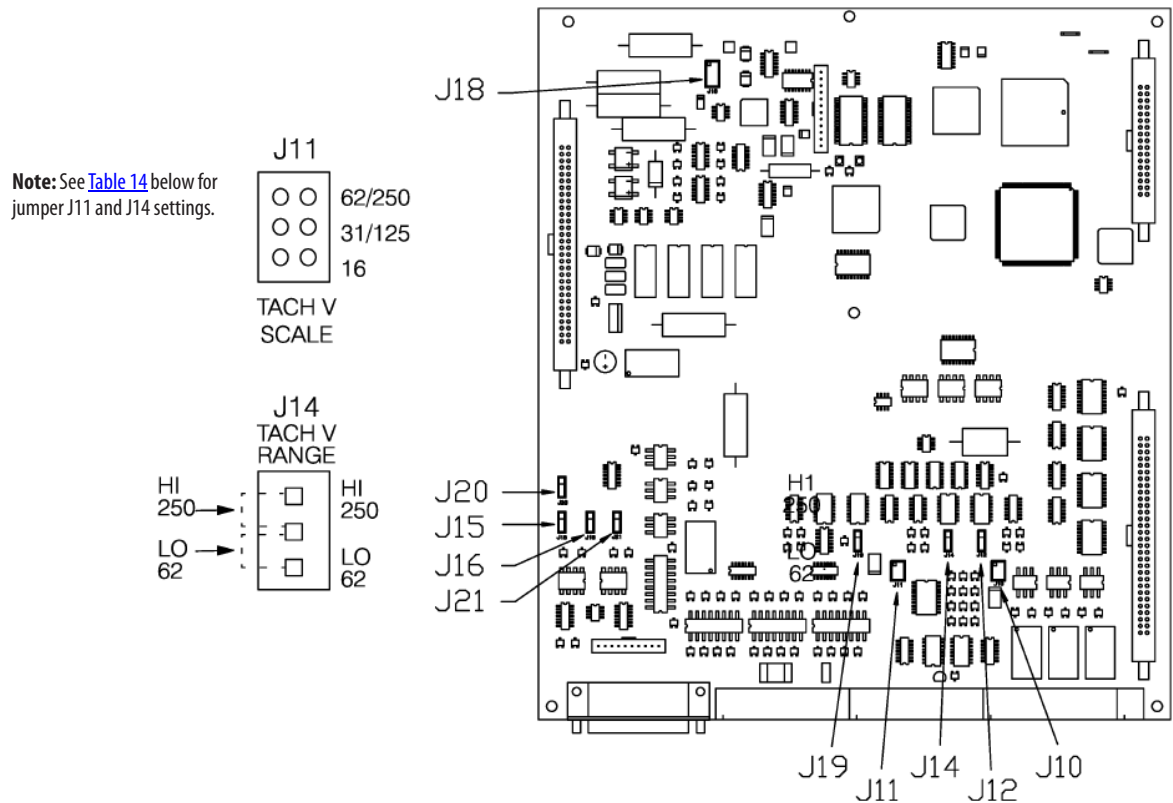 J18
J11
Note: See Table 14 below for
jumper J11 and J14 settings.
62/250
31/125
16
TACH V
SCALE
J14
TACH V
RANGE
HI
250
LO
62
HI
250
LO
62
J20
J15
J16
J21
H1
250
LO
62
J19
J11
J14
J12
J10